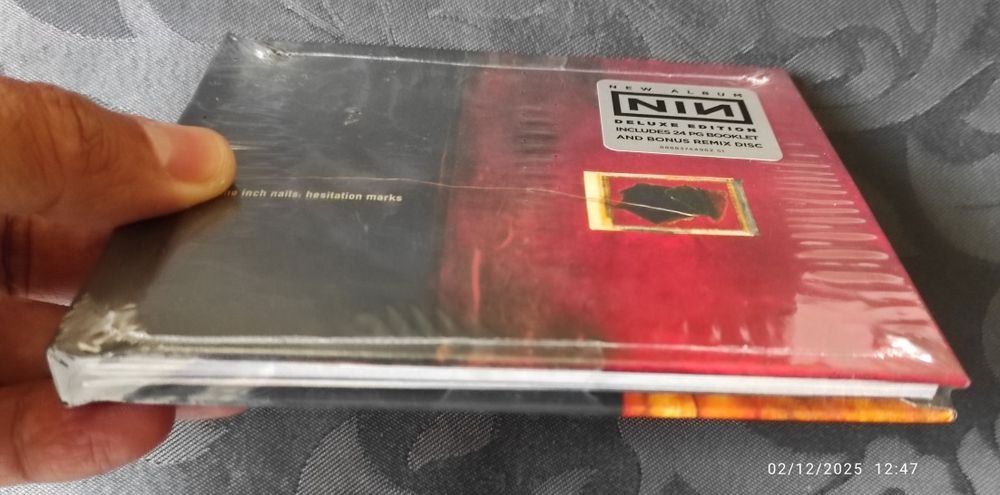 NEW ALBUM
NIN
DELUXE EDITION
INCLUDES 24 PG BOOKLET
AND BONUS REMIX DISC
inch nails. hesitation marks
02/12/2025 12:47